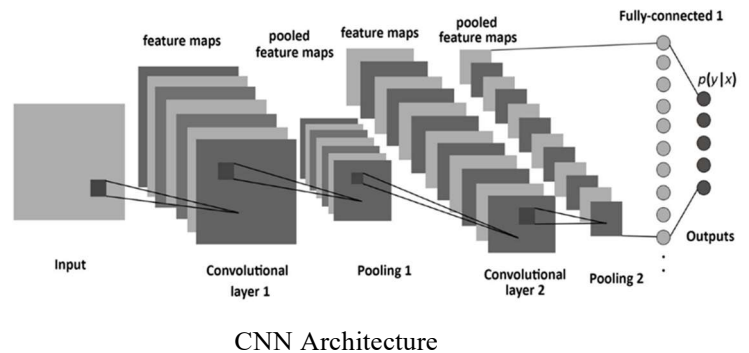 Fully-connected 1
pooled
feature maps
feature maps
pooled
feature maps
feature maps
p(y|x)
Input
Convolutional
layer 1
Pooling 1
Convolutional
layer 2
Pooling 2
Outputs
CNN Architecture